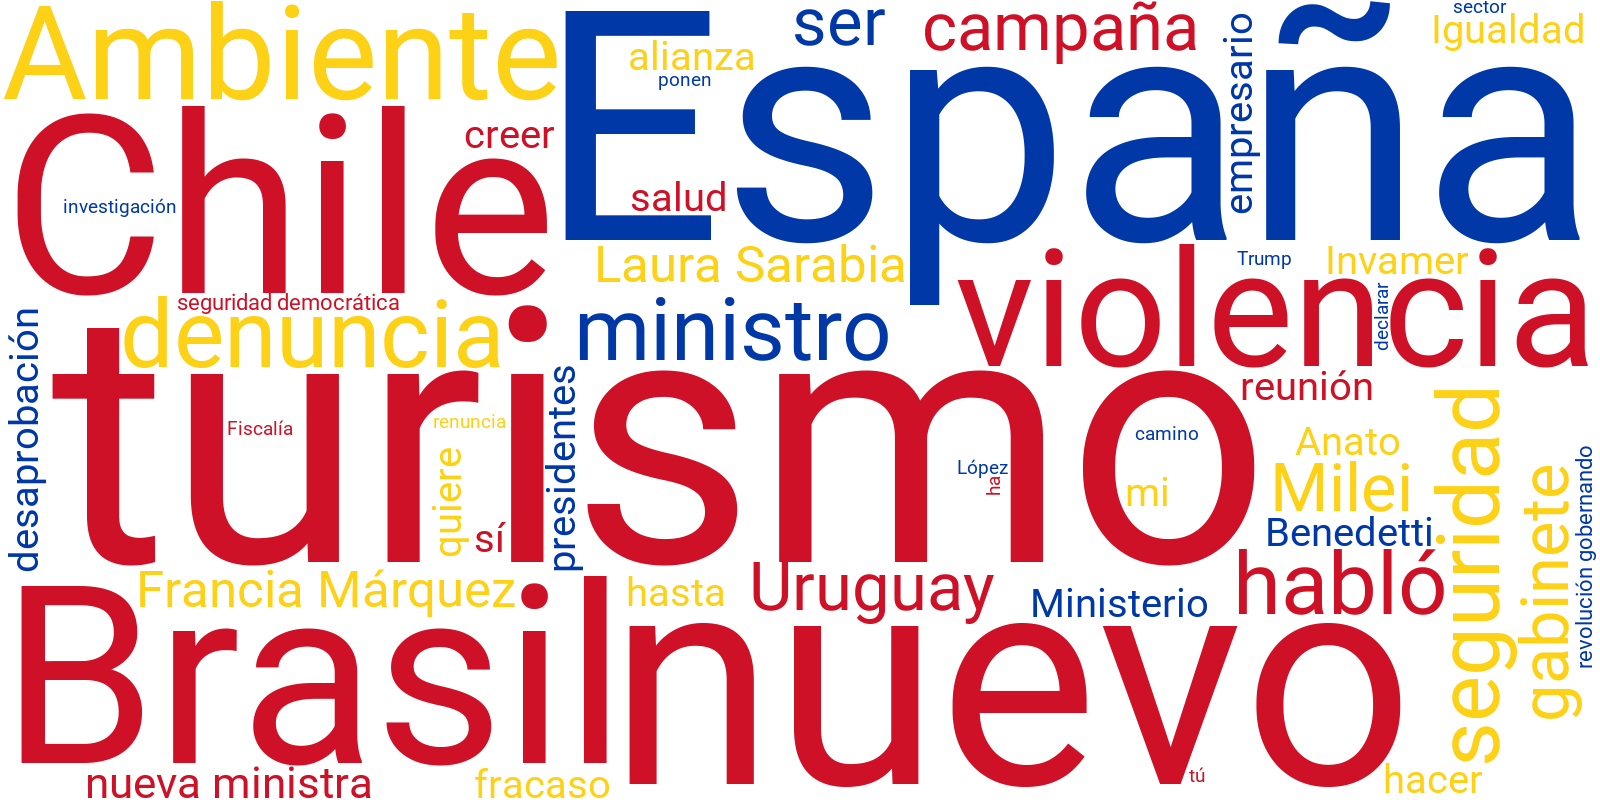 Ambiente
España
ser
campaña
sector
Igualdad
alianza
ponen
empresario
Chile
creer
investigación
salud
Laura Sarabia
violencia
Trump
Invamer
declarar
seguridad democrática
denuncia
ministro
desaprobación
turismo
reunión
presidentes
Fiscalía
renuncia
quiere
sí
López
ha
camino
mi
Anato
Milei
Benedetti
seguridad
gabinete
revolución gobernando
Francia Márquez
hasta
Uruguay
Ministerio
habló
Brasil
nuevo
nueva ministra
fracaso
tú
hacer